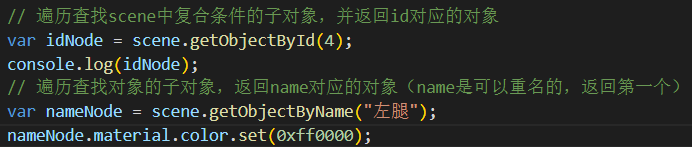 // 遍历查找scene中复合条件的子对象，并返回id对应的对象
var idNode = scene.getObjectById(4);
console.log(idNode);
// 遍历查找对象的子对象，返回name对应的对象（name是可以重名的，返回第一个）
var nameNode = scene.getObjectByName("左腿");
nameNode.material.color.set(0xff0000);